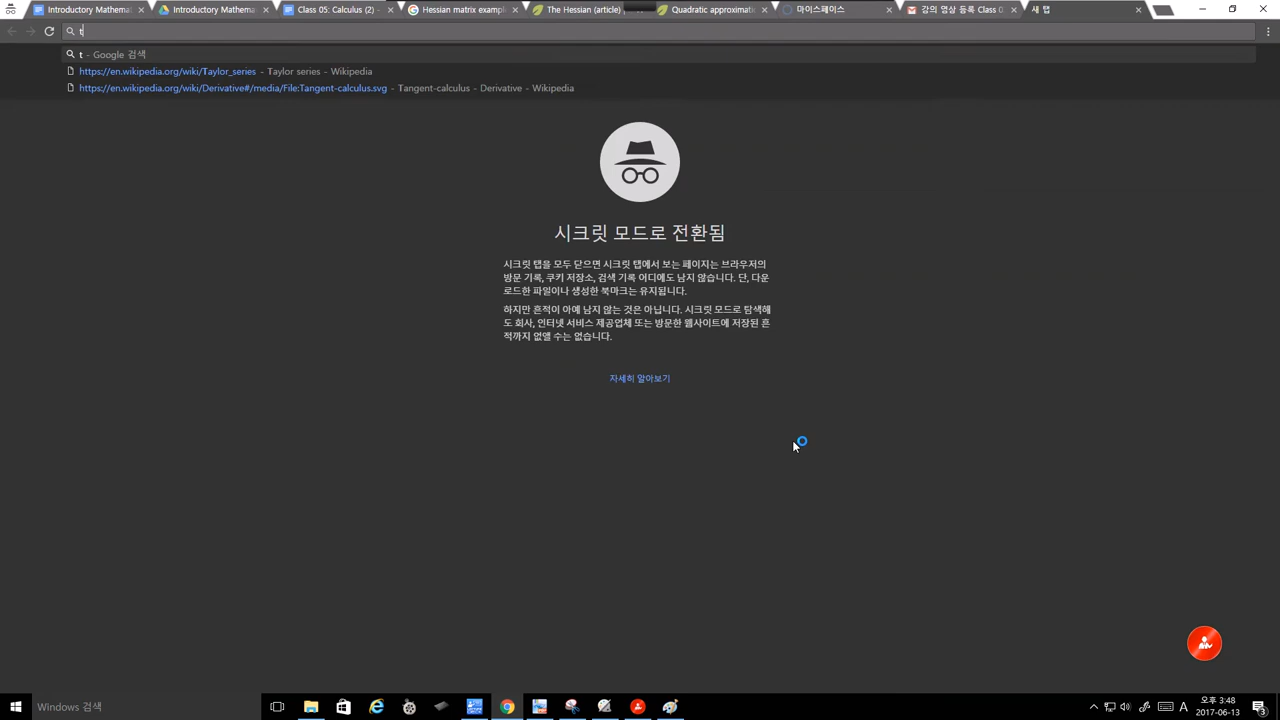 Introductory Mathemat
Introductory Mathema
Class 05: Calculus (2) -
Hessian matrix example
The Hessian (article) |
Quadratic approximati
마이스페이스
강의 영상 등록 Class 0
새 탭
t
t - Google 검색
https://en.wikipedia.org/wiki/Taylor_series - Taylor series - Wikipedia
https://en.wikipedia.org/wiki/Derivative#/media/File:Tangent-calculus.svg - Tangent-calculus - Derivative - Wikipedia
시크릿 모드로 전환됨
시크릿 탭을 모두 닫으면 시크릿 탭에서 보는 페이지는 브라우저의
방문 기록, 쿠키 저장소, 검색 기록 어디에도 남지 않습니다. 단, 다운
로드한 파일이나 생성한 북마크는 유지됩니다.
하지만 흔적이 아예 남지 않는 것은 아닙니다. 시크릿 모드로 탐색해
도 회사, 인터넷 서비스 제공업체 또는 방문한 웹사이트에 저장된 흔
적까지 없앨 수는 없습니다.
자세히 알아보기
Windows 검색
A
오후 3:48
2017-06-13
3